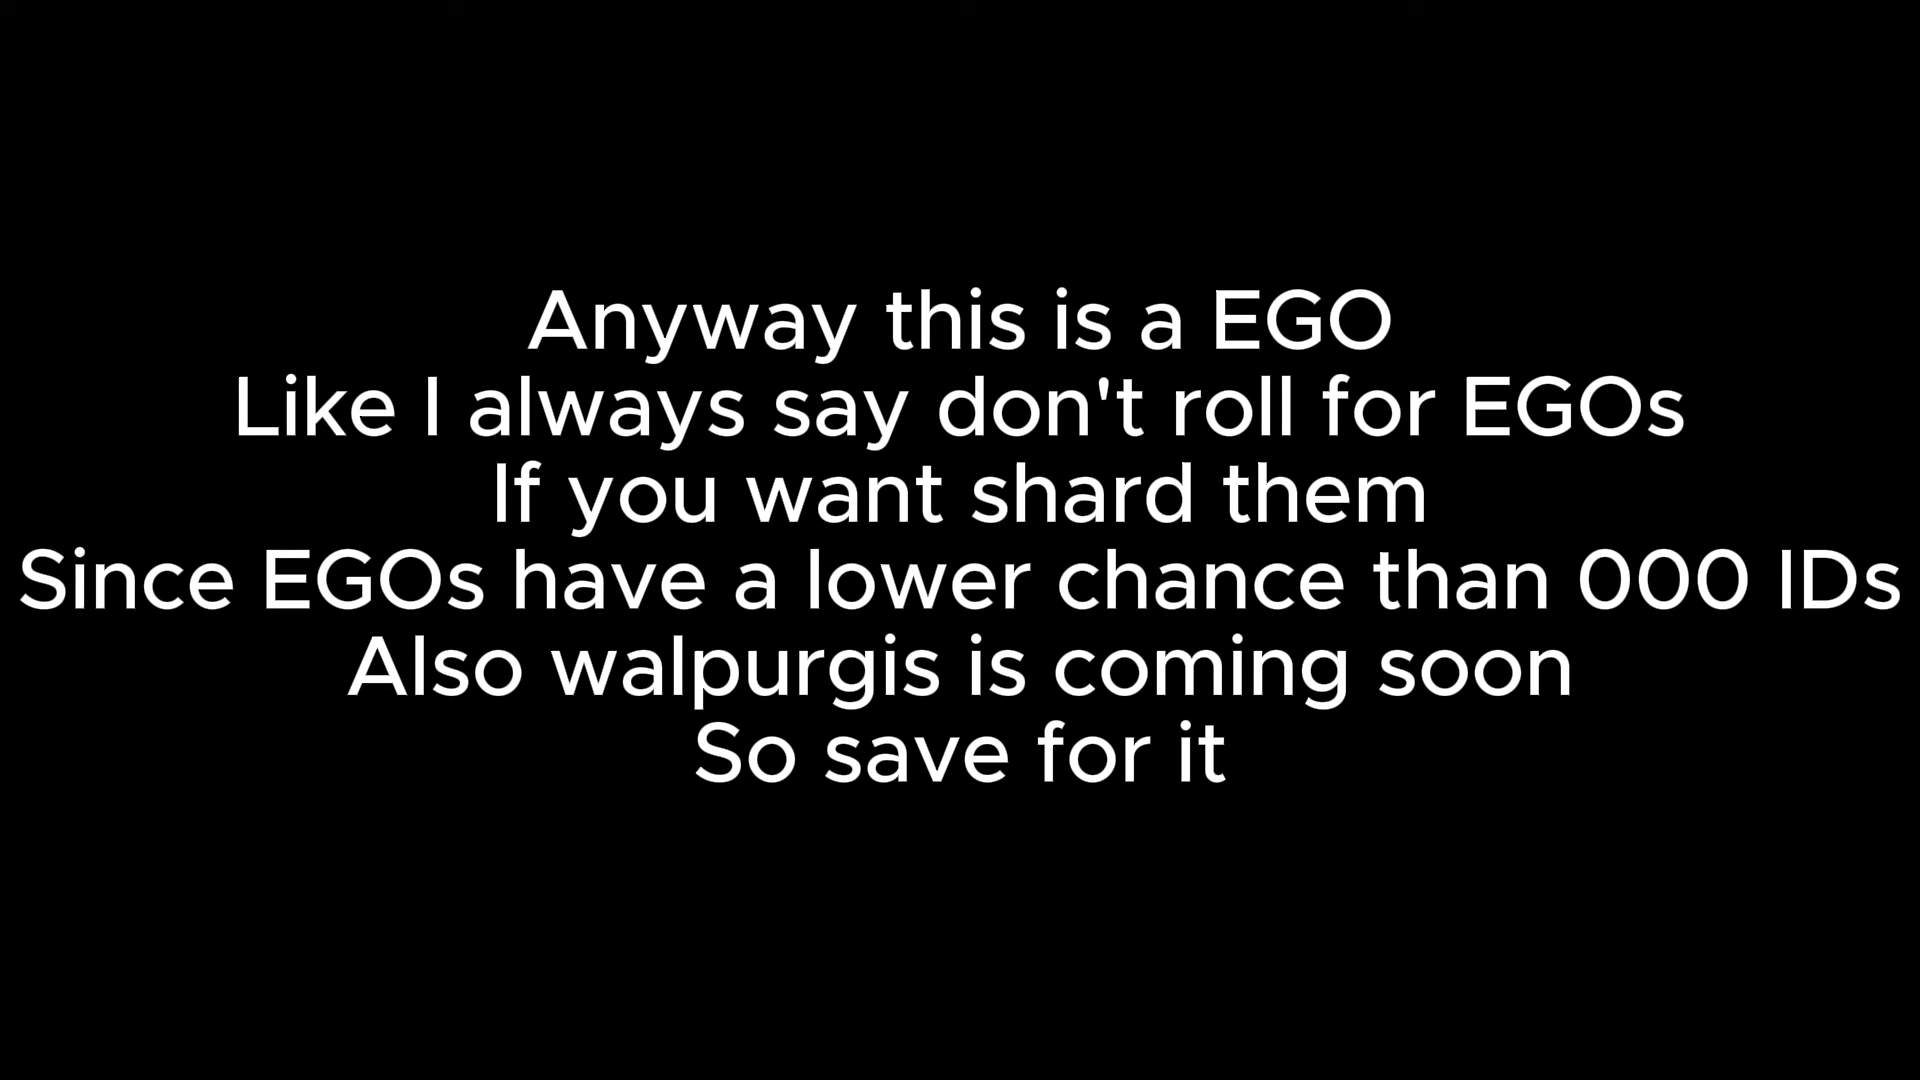 Anyway this is a EGO
Like I always say don't roll for EGOs
If you want shard them
Since EGOs have a lower chance than 000 IDs
Also walpurgis is coming soon
So save for it